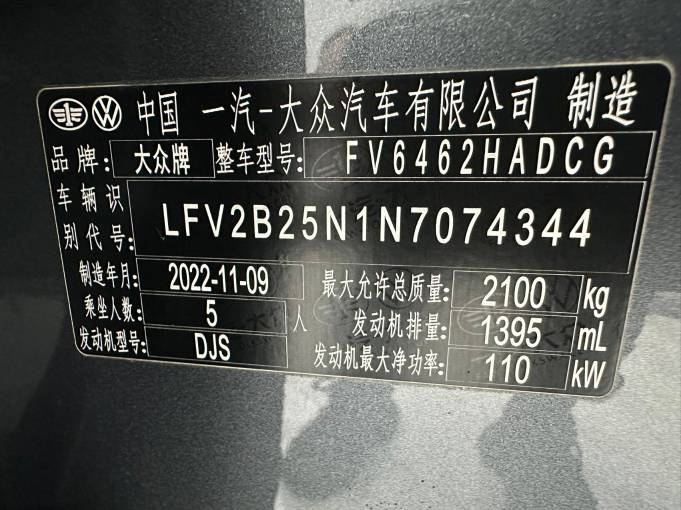 中国 一汽-大众汽车有限公司 制造
品牌: 大众牌 整车型号: FV6462HADCG
车辆识别代号: LFV2B25N1N7074344
制造年月: 2022-11-09 最大允许总质量: 2100 kg
乘坐人数: 5 人 发动机排量: 1395 mL
发动机型号: DJS 发动机最大净功率: 110 kW